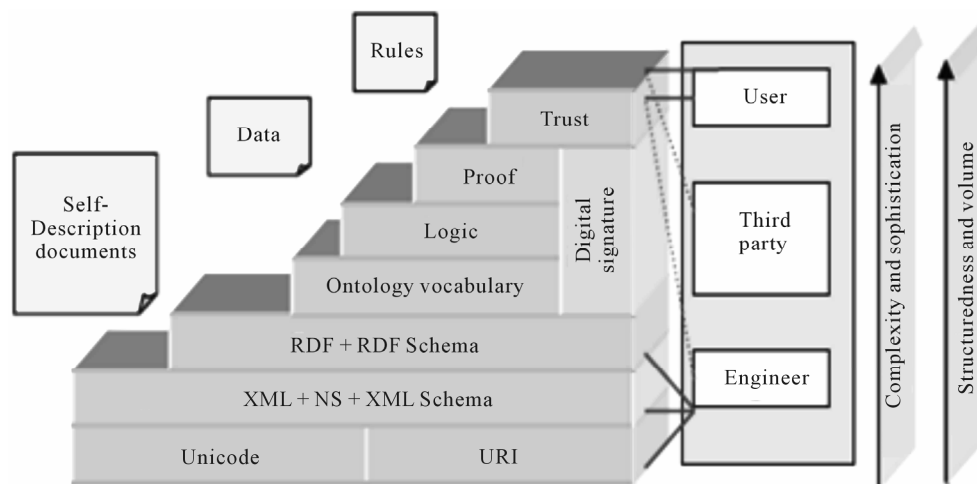 Rules
Data
Self-
Description
documents
Trust
Proof
Logic
Ontology vocabulary
Digital
signature
RDF + RDF Schema
XML + NS + XML Schema
Unicode
URI
User
Third
party
Engineer
Complexity and sophistication
Structuredness and volume